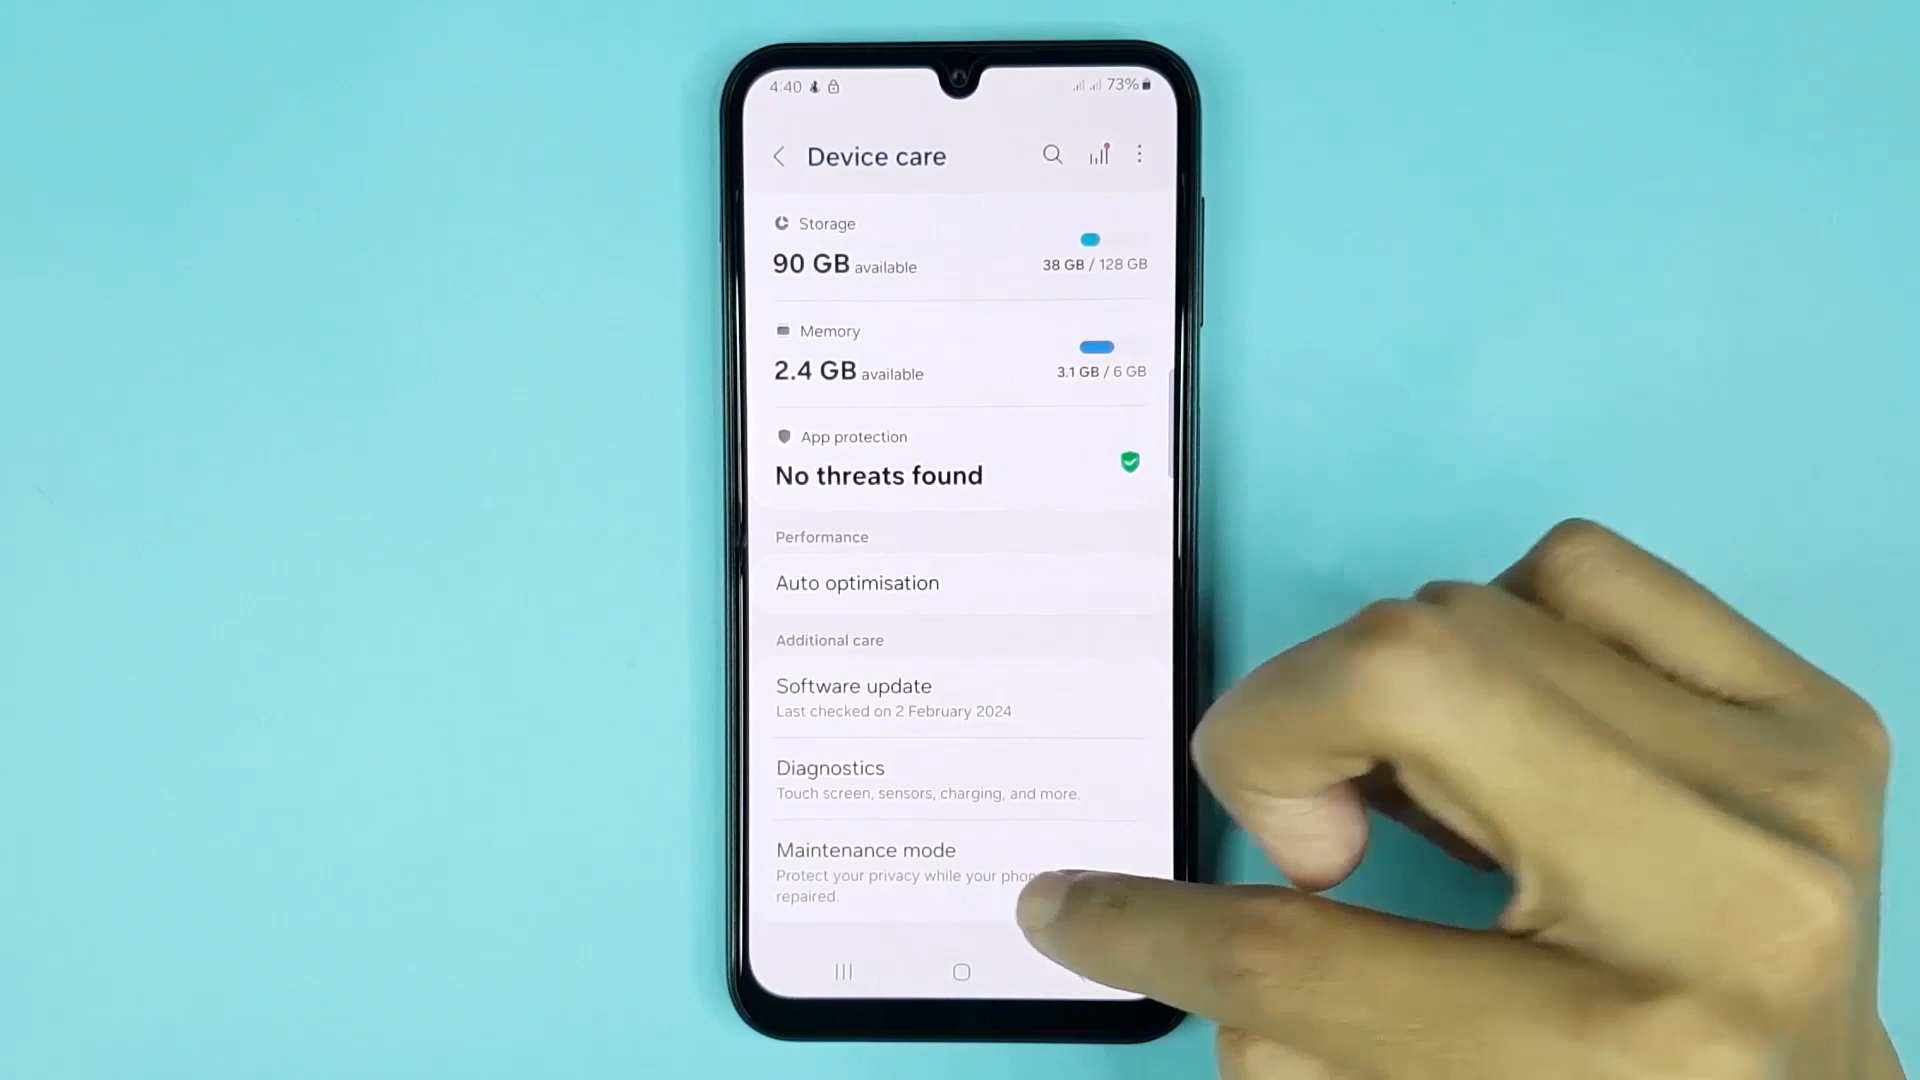 4:40
73%
Device care
Storage
90 GB available
38 GB / 128 GB
Memory
2.4 GB available
3.1 GB / 6 GB
App protection
No threats found
Performance
Auto optimisation
Additional care
Software update
Last checked on 2 February 2024
Diagnostics
Touch screen, sensors, charging, and more.
Maintenance mode
Protect your privacy while your
repaired.